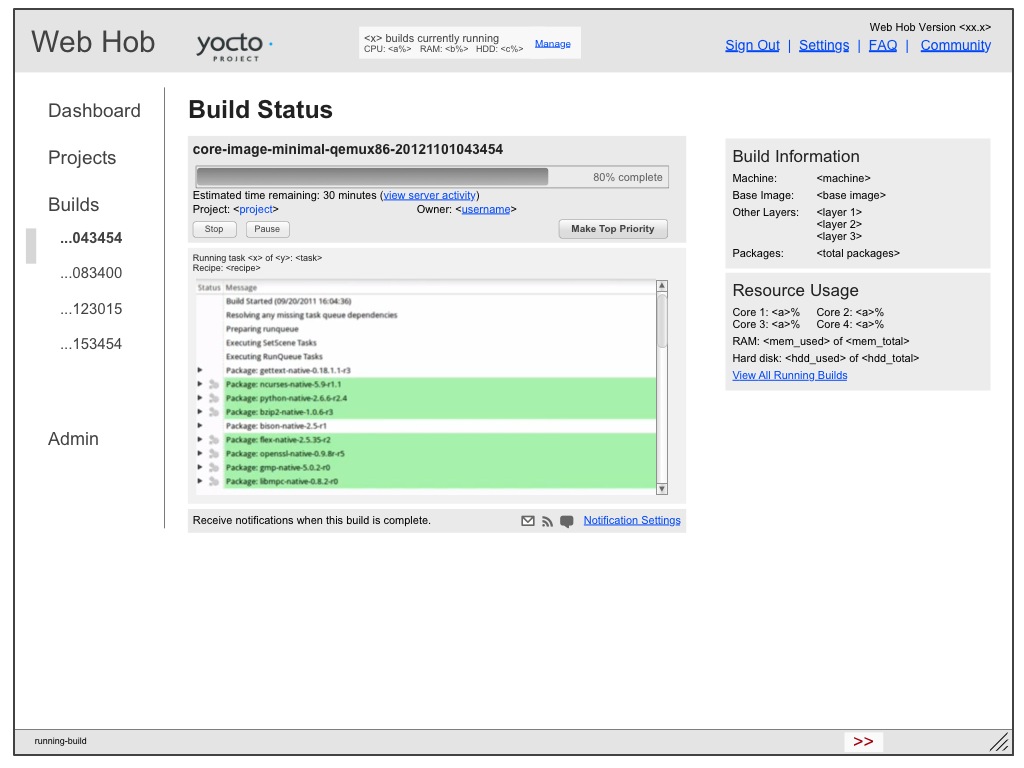 Web Hob
yocto
PROJECT
<x> builds currently running
CPU: <a%> RAM: <b%> HDD: <c%>
Manage
Web Hob Version <xx.x>
Sign Out | Settings | FAQ | Community
Dashboard
Projects
Builds
...043454
...083400
...123015
...153454
Admin
Build Status
core-image-minimal-qemux86-20121101043454
80% complete
Estimated time remaining: 30 minutes (view server activity)
Project: <project> Owner: <username>
Stop Pause Make Top Priority
Running task <x> of <y>: <task>
Recipe: <recipe>
Status Message
Build Started (09/20/2011 16:04:36)
Resolving any missing task queue dependencies
Preparing runqueue
Executing SetScene Tasks
Executing RunQueue Tasks
Package: gettext-native-0.18.1.1-r3
Package: ncurses-native-5.9-r1.1
Package: python-native-2.6.6-r2.4
Package: bzip2-native-1.0.6-r3
Package: bison-native-2.5-r1
Package: flex-native-2.5.35-r2
Package: openssl-native-0.9.8r-r5
Package: gmp-native-5.0.2-r0
Package: libmpc-native-0.8.2-r0
Receive notifications when this build is complete.
Notification Settings
Build Information
Machine: <machine>
Base Image: <base image>
Other Layers: <layer 1>
<layer 2>
<layer 3>
Packages: <total packages>
Resource Usage
Core 1: <a>% Core 2: <a>%
Core 3: <a>% Core 4: <a>%
RAM: <mem_used> of <mem_total>
Hard disk: <hdd_used> of <hdd_total>
View All Running Builds
running-build
>>